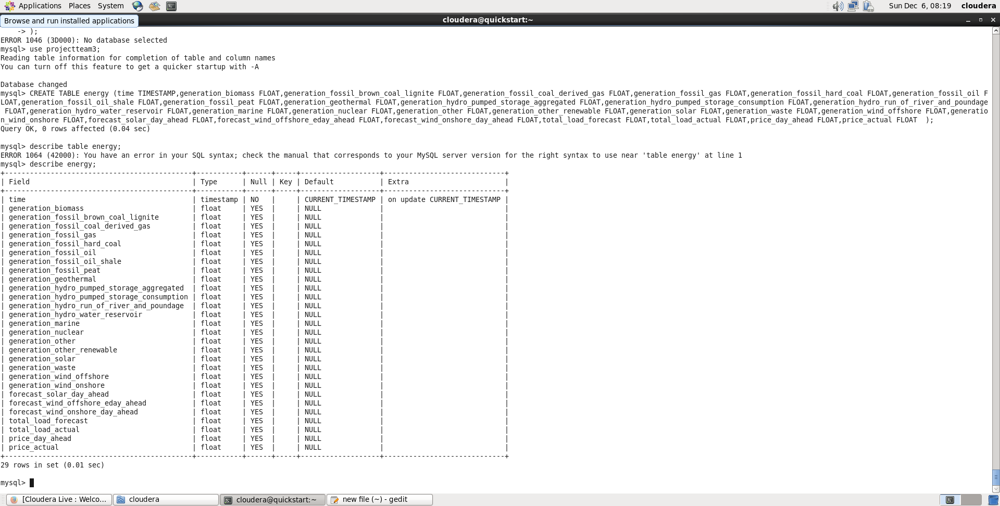 Applications Places System Sun Dec 6, 08:19 cloudera
Browse and run installed applications
cloudera@quickstart:~
    -> );
ERROR 1046 (3D000): No database selected
mysql> use projectteam3;
Reading table information for completion of table and column names
You can turn off this feature to get a quicker startup with -A

Database changed
mysql> CREATE TABLE energy (time TIMESTAMP,generation_biomass FLOAT,generation_fossil_brown_coal_lignite FLOAT,generation_fossil_coal_derived_gas FLOAT,generation_fossil_gas FLOAT,generation_fossil_hard_coal FLOAT,generation_fossil_oil F
LOAT,generation_fossil_oil_shale FLOAT,generation_fossil_peat FLOAT,generation_geothermal FLOAT,generation_hydro_pumped_storage_aggregated FLOAT,generation_hydro_pumped_storage_consumption FLOAT,generation_hydro_run_of_river_and_poundage
 FLOAT,generation_hydro_water_reservoir FLOAT,generation_marine FLOAT,generation_nuclear FLOAT,generation_other FLOAT,generation_other_renewable FLOAT,generation_solar FLOAT,generation_waste FLOAT,generation_wind_offshore FLOAT,generatio
n_wind_onshore FLOAT,forecast_solar_day_ahead FLOAT,forecast_wind_offshore_eday_ahead FLOAT,forecast_wind_onshore_day_ahead FLOAT,total_load_forecast FLOAT,total_load_actual FLOAT,price_day_ahead FLOAT,price_actual FLOAT  );
Query OK, 0 rows affected (0.04 sec)

mysql> describe table energy;
ERROR 1064 (42000): You have an error in your SQL syntax; check the manual that corresponds to your MySQL server version for the right syntax to use near 'table energy' at line 1
mysql> describe energy;
+---------------------------------------------+-----------+------+-----+-------------------+-----------------------------+
| Field | Type | Null | Key | Default | Extra |
+---------------------------------------------+-----------+------+-----+-------------------+-----------------------------+
| time | timestamp | NO | | CURRENT_TIMESTAMP | on update CURRENT_TIMESTAMP |
| generation_biomass | float | YES | | NULL | |
| generation_fossil_brown_coal_lignite | float | YES | | NULL | |
| generation_fossil_coal_derived_gas | float | YES | | NULL | |
| generation_fossil_gas | float | YES | | NULL | |
| generation_fossil_hard_coal | float | YES | | NULL | |
| generation_fossil_oil | float | YES | | NULL | |
| generation_fossil_oil_shale | float | YES | | NULL | |
| generation_fossil_peat | float | YES | | NULL | |
| generation_geothermal | float | YES | | NULL | |
| generation_hydro_pumped_storage_aggregated | float | YES | | NULL | |
| generation_hydro_pumped_storage_consumption | float | YES | | NULL | |
| generation_hydro_run_of_river_and_poundage | float | YES | | NULL | |
| generation_hydro_water_reservoir | float | YES | | NULL | |
| generation_marine | float | YES | | NULL | |
| generation_nuclear | float | YES | | NULL | |
| generation_other | float | YES | | NULL | |
| generation_other_renewable | float | YES | | NULL | |
| generation_solar | float | YES | | NULL | |
| generation_waste | float | YES | | NULL | |
| generation_wind_offshore | float | YES | | NULL | |
| generation_wind_onshore | float | YES | | NULL | |
| forecast_solar_day_ahead | float | YES | | NULL | |
| forecast_wind_offshore_eday_ahead | float | YES | | NULL | |
| forecast_wind_onshore_day_ahead | float | YES | | NULL | |
| total_load_forecast | float | YES | | NULL | |
| total_load_actual | float | YES | | NULL | |
| price_day_ahead | float | YES | | NULL | |
| price_actual | float | YES | | NULL | |
+---------------------------------------------+-----------+------+-----+-------------------+-----------------------------+
29 rows in set (0.01 sec)

mysql>
[Cloudera Live : Welco... cloudera cloudera@quickstart:~ new file (~) - gedit